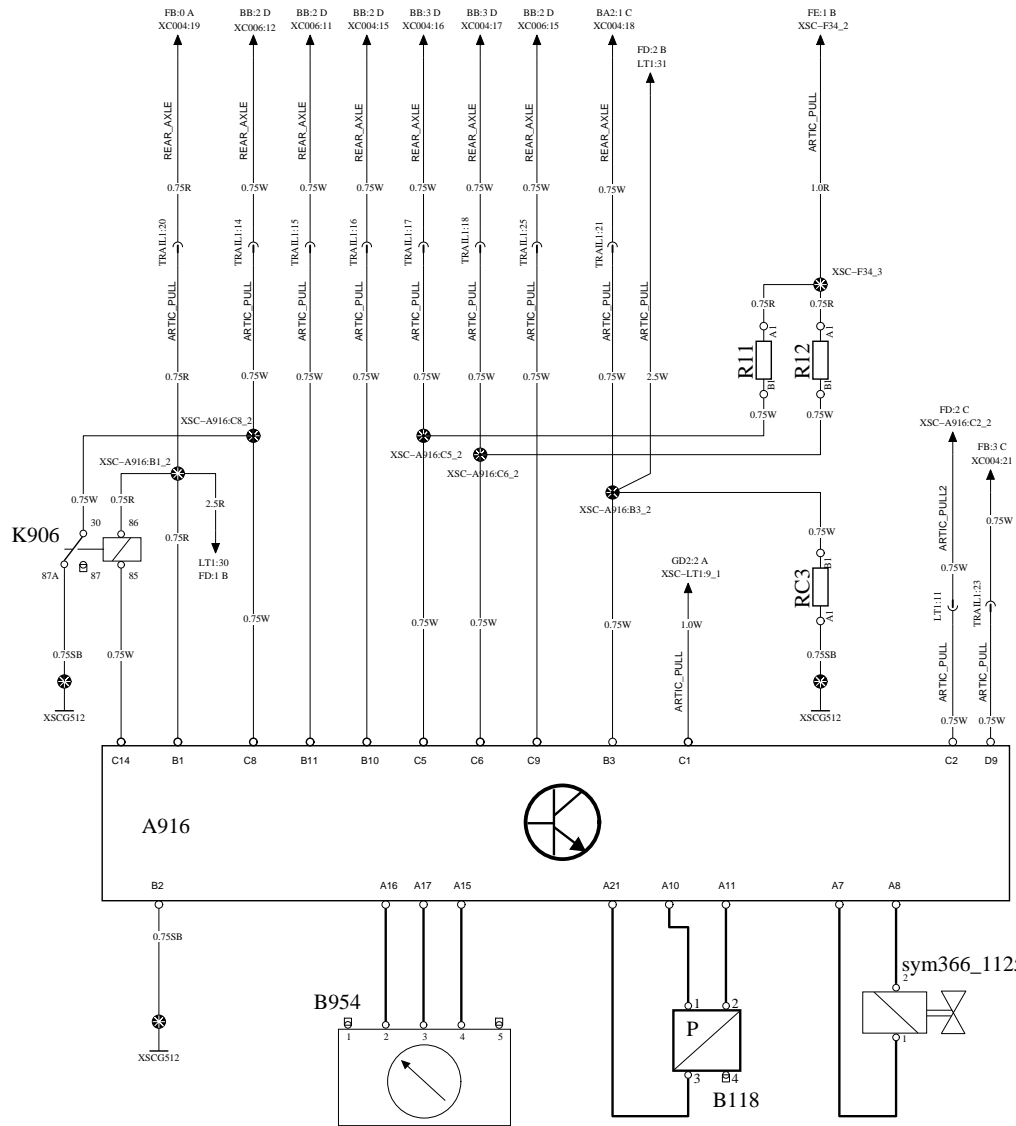 FB:0 A
XC004:19
BB:2 D
XC006:12
BB:2 D
XC006:11
BB:2 D
XC004:15
BB:3 D
XC004:16
BB:3 D
XC004:17
BB:2 D
XC006:15
BA2:1 C
XC004:18
FD:2 B
LT1:31
FE:1 B
XSC-F34_2
REAR_AXLE
REAR_AXLE
REAR_AXLE
REAR_AXLE
REAR_AXLE
REAR_AXLE
REAR_AXLE
REAR_AXLE
ARTIC_PULL
0.75R
0.75W
0.75W
0.75W
0.75W
0.75W
0.75W
0.75W
1.0R
TRAIL1:20
TRAIL1:14
TRAIL1:15
TRAIL1:16
TRAIL1:17
TRAIL1:18
TRAIL1:25
TRAIL1:21
ARTIC_PULL
ARTIC_PULL
ARTIC_PULL
ARTIC_PULL
ARTIC_PULL
ARTIC_PULL
ARTIC_PULL
ARTIC_PULL
XSC-F34_3
0.75R
0.75R
A1
A1
R11
R12
B1
B1
0.75R
0.75W
0.75W
0.75W
0.75W
0.75W
0.75W
0.75W
2.5W
0.75W
0.75W
XSC-A916:C8_2
XSC-A916:C5_2
XSC-A916:C6_2
XSC-A916:B1_2
XSC-A916:B3_2
FD:2 C
XSC-A916:C2_2
FB:3 C
XC004:21
0.75W
0.75R
2.5R
K906
30
86
87A
87
85
0.75R
LT1:30
FD:1 B
ARTIC_PULL2
0.75W
0.75W
0.75W
B1
RC3
A1
GD2:2 A
XSC-LT1:9_1
LT1:11
TRAIL1:23
0.75SB
0.75W
0.75W
0.75W
0.75W
0.75W
0.75W
1.0W
0.75SB
ARTIC_PULL
ARTIC_PULL
ARTIC_PULL
XSCG512
XSCG512
0.75W
0.75W
C14
B1
C8
B11
B10
C5
C6
C9
B3
C1
C2
D9
A916
B2
A16
A17
A15
A21
A10
A11
A7
A8
0.75SB
XSCG512
B954
1
2
3
4
5
1
2
P
3
4
B118
sym366_112
2
1